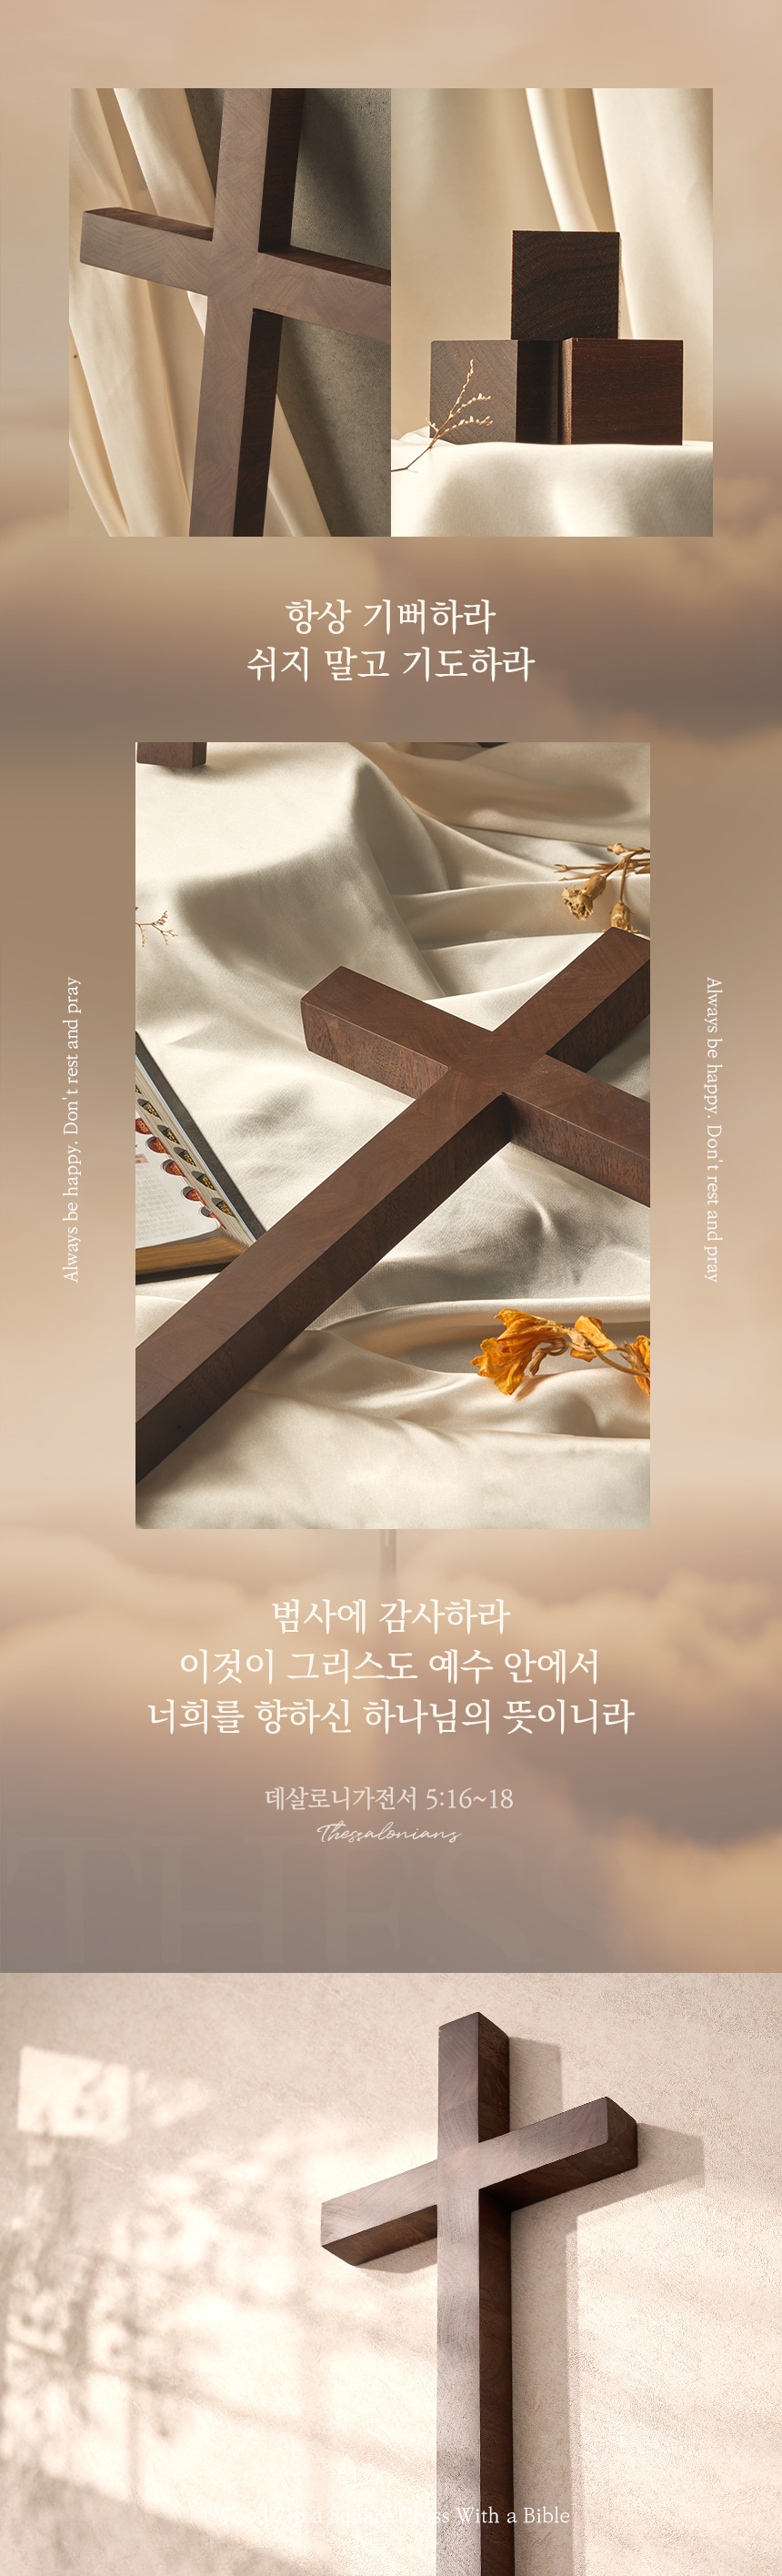 항상 기뻐하라
쉬지 말고 기도하라
Always be happy. Don't rest and pray
Always be happy. Don't rest and pray
범사에 감사하라
이것이 그리스도 예수 안에서
너희를 향하신 하나님의 뜻이니라
데살로니가전서 5:16~18
Thessalonians
THESS
a Square Cross With a Bible